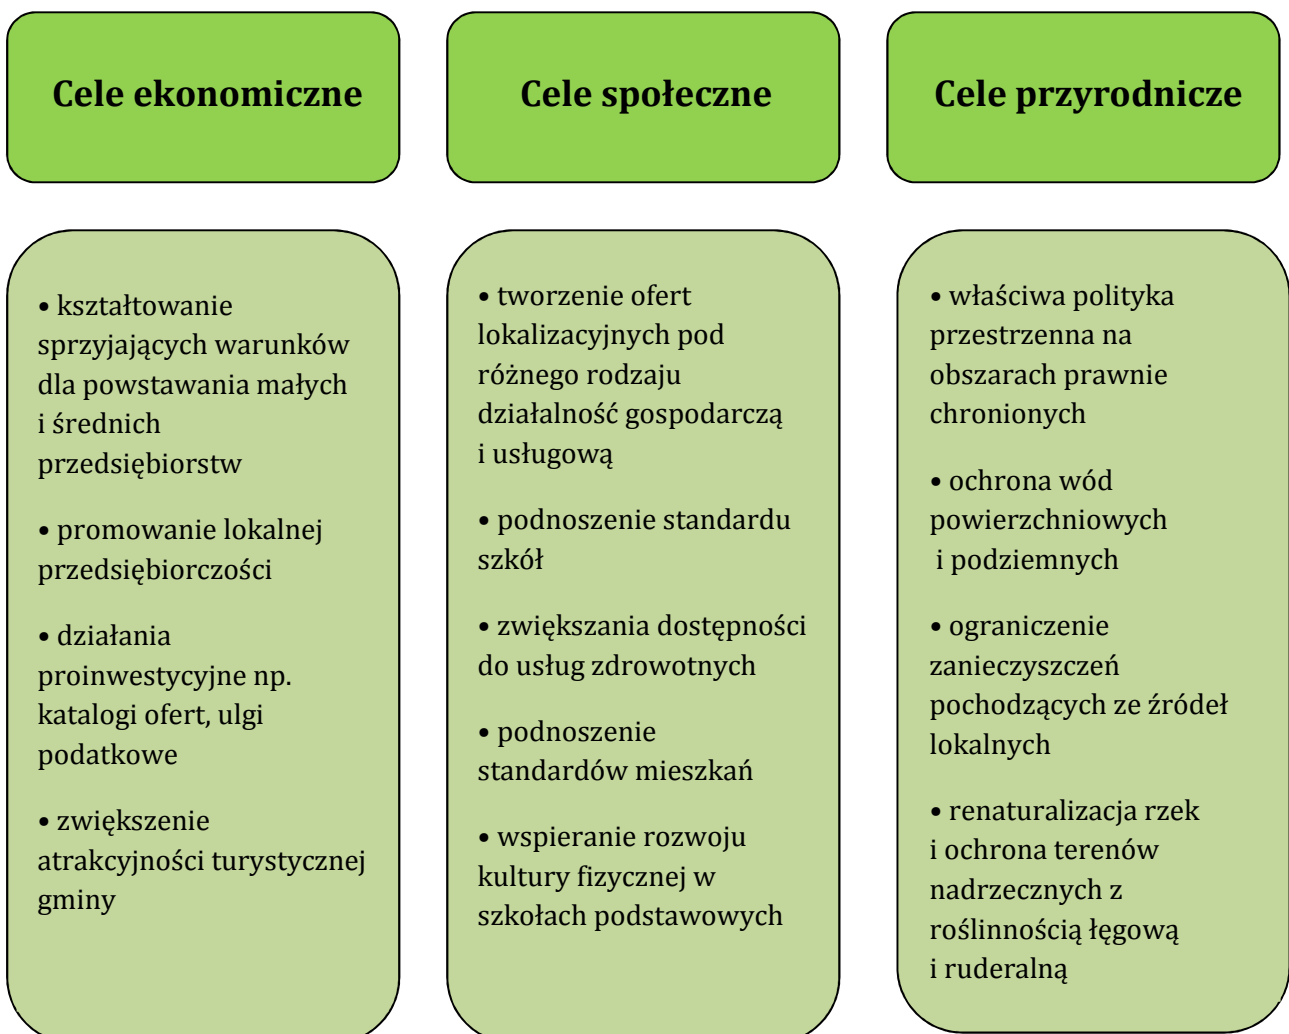 Cele ekonomiczne
• kształtowanie
sprzyjających warunków
dla powstawania małych
i średnich
przedsiębiorstw
• promowanie lokalnej
przedsiębiorczości
• działania
proinwestycyjne np.
katalogi ofert, ulgi
podatkowe
• zwiększenie
atrakcyjności turystycznej
gminy
Cele społeczne
• tworzenie ofert
lokalizacyjnych pod
różnego rodzaju
działalność gospodarczą
i usługową
• podnoszenie standardu
szkół
• zwiększania dostępności
do usług zdrowotnych
• podnoszenie
standardów mieszkań
• wspieranie rozwoju
kultury fizycznej w
szkołach podstawowych
Cele przyrodnicze
• właściwa polityka
przestrzenna na
obszarach prawnie
chronionych
• ochrona wód
powierzchniowych
i podziemnych
• ograniczenie
zanieczyszczeń
pochodzących ze źródeł
lokalnych
• renaturalizacja rzek
i ochrona terenów
nadrzecznych z
roślinnością łęgową
i ruderalną